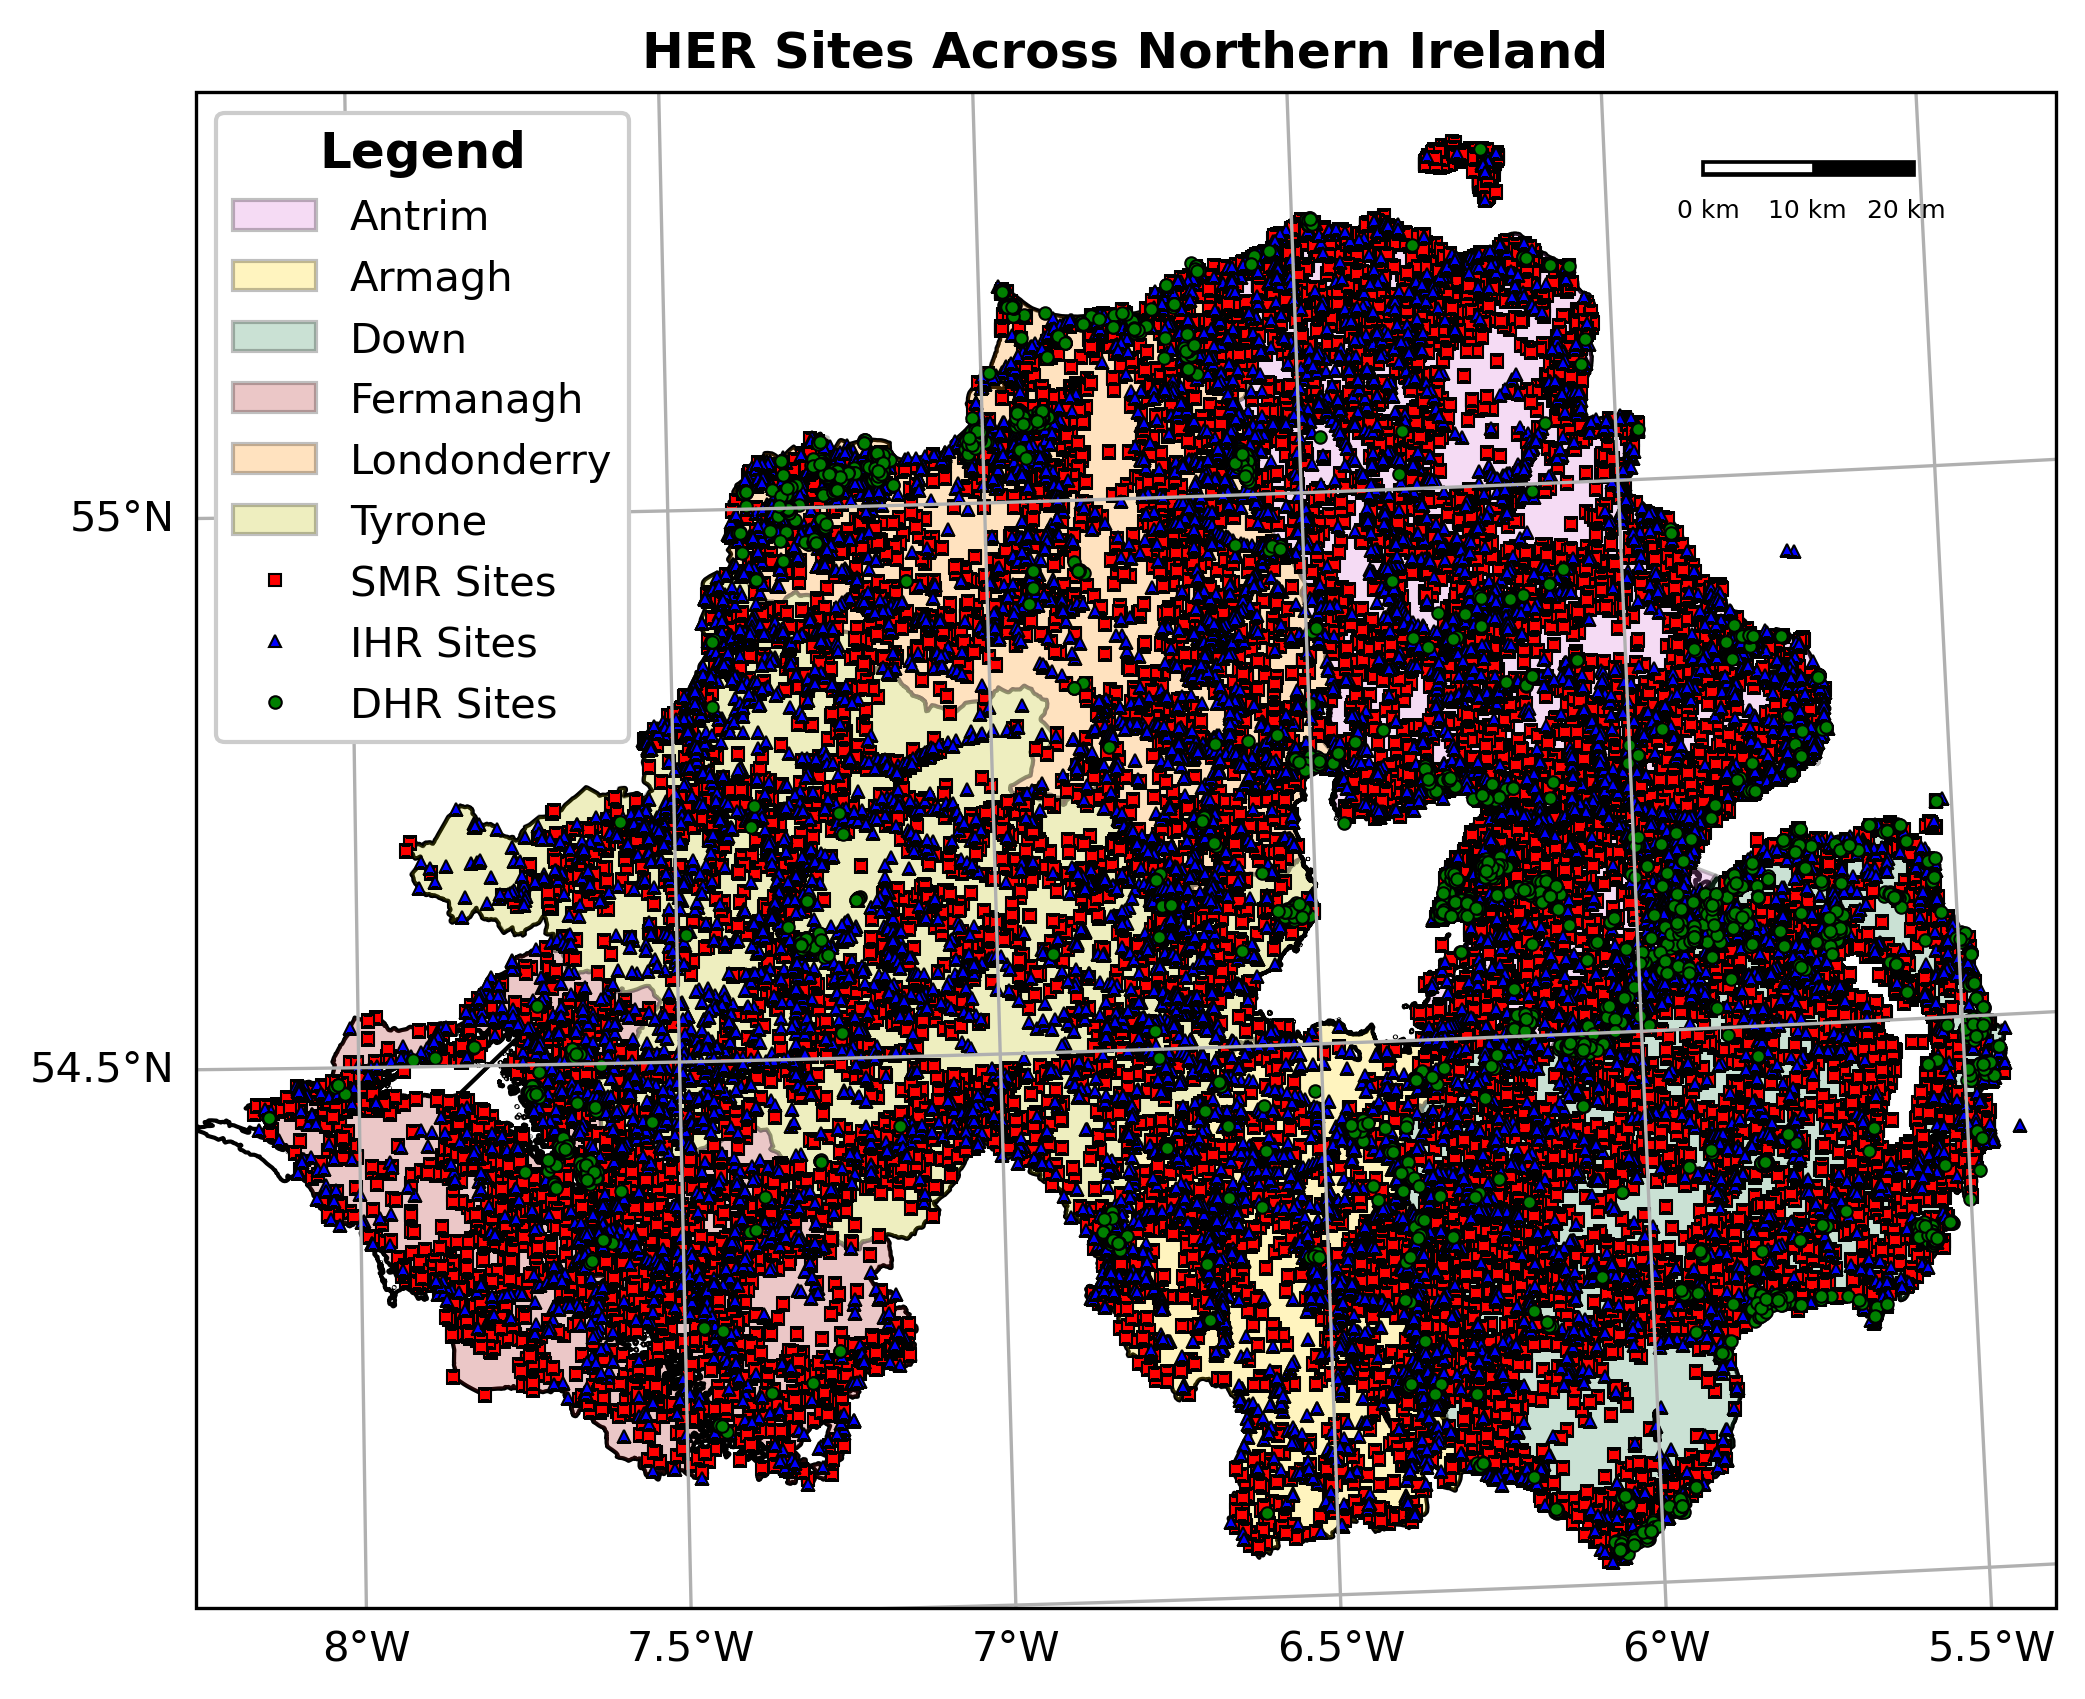 HER Sites Across Northern Ireland
Legend
Antrim
Armagh
Down
Fermanagh
Londonderry
Tyrone
SMR Sites
IHR Sites
DHR Sites
0 km 10 km 20 km
55°N
54.5°N
8°W 7.5°W 7°W 6.5°W 6°W 5.5°W